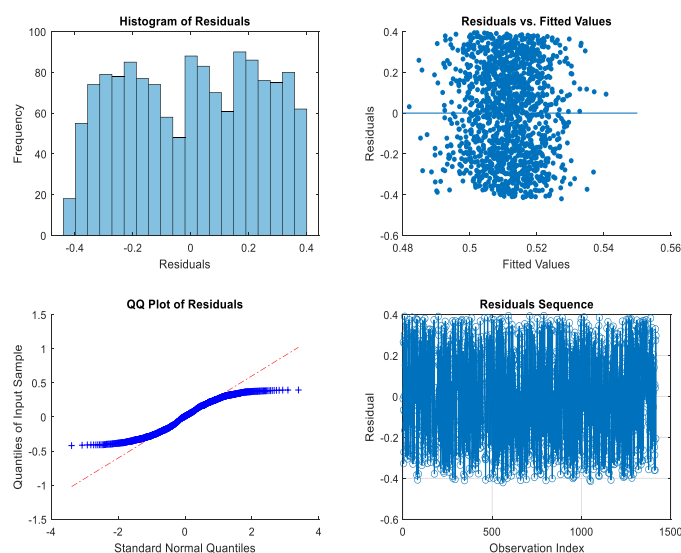 Histogram of Residuals
100
80
60
40
20
0
Frequency
-0.4 -0.2 0 0.2 0.4
Residuals
Residuals vs. Fitted Values
0.4
0.2
0
-0.2
-0.4
-0.6
Residuals
0.48 0.5 0.52 0.54 0.56
Fitted Values
QQ Plot of Residuals
1.5
1
0.5
0
-0.5
-1
-1.5
Quantiles of Input Sample
-4 -2 0 2 4
Standard Normal Quantiles
Residuals Sequence
0.4
0.2
0
-0.2
-0.4
-0.6
Residual
0 500 1000 1500
Observation Index